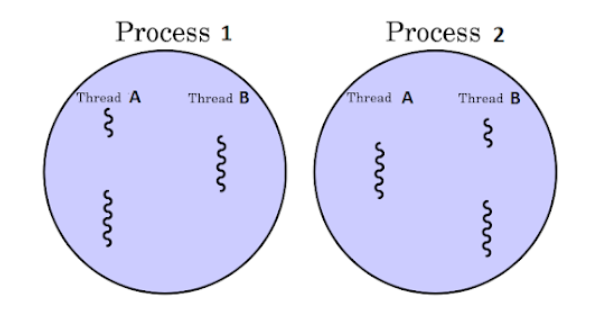 Process 1
Thread A
Thread B
Process 2
Thread A
Thread B